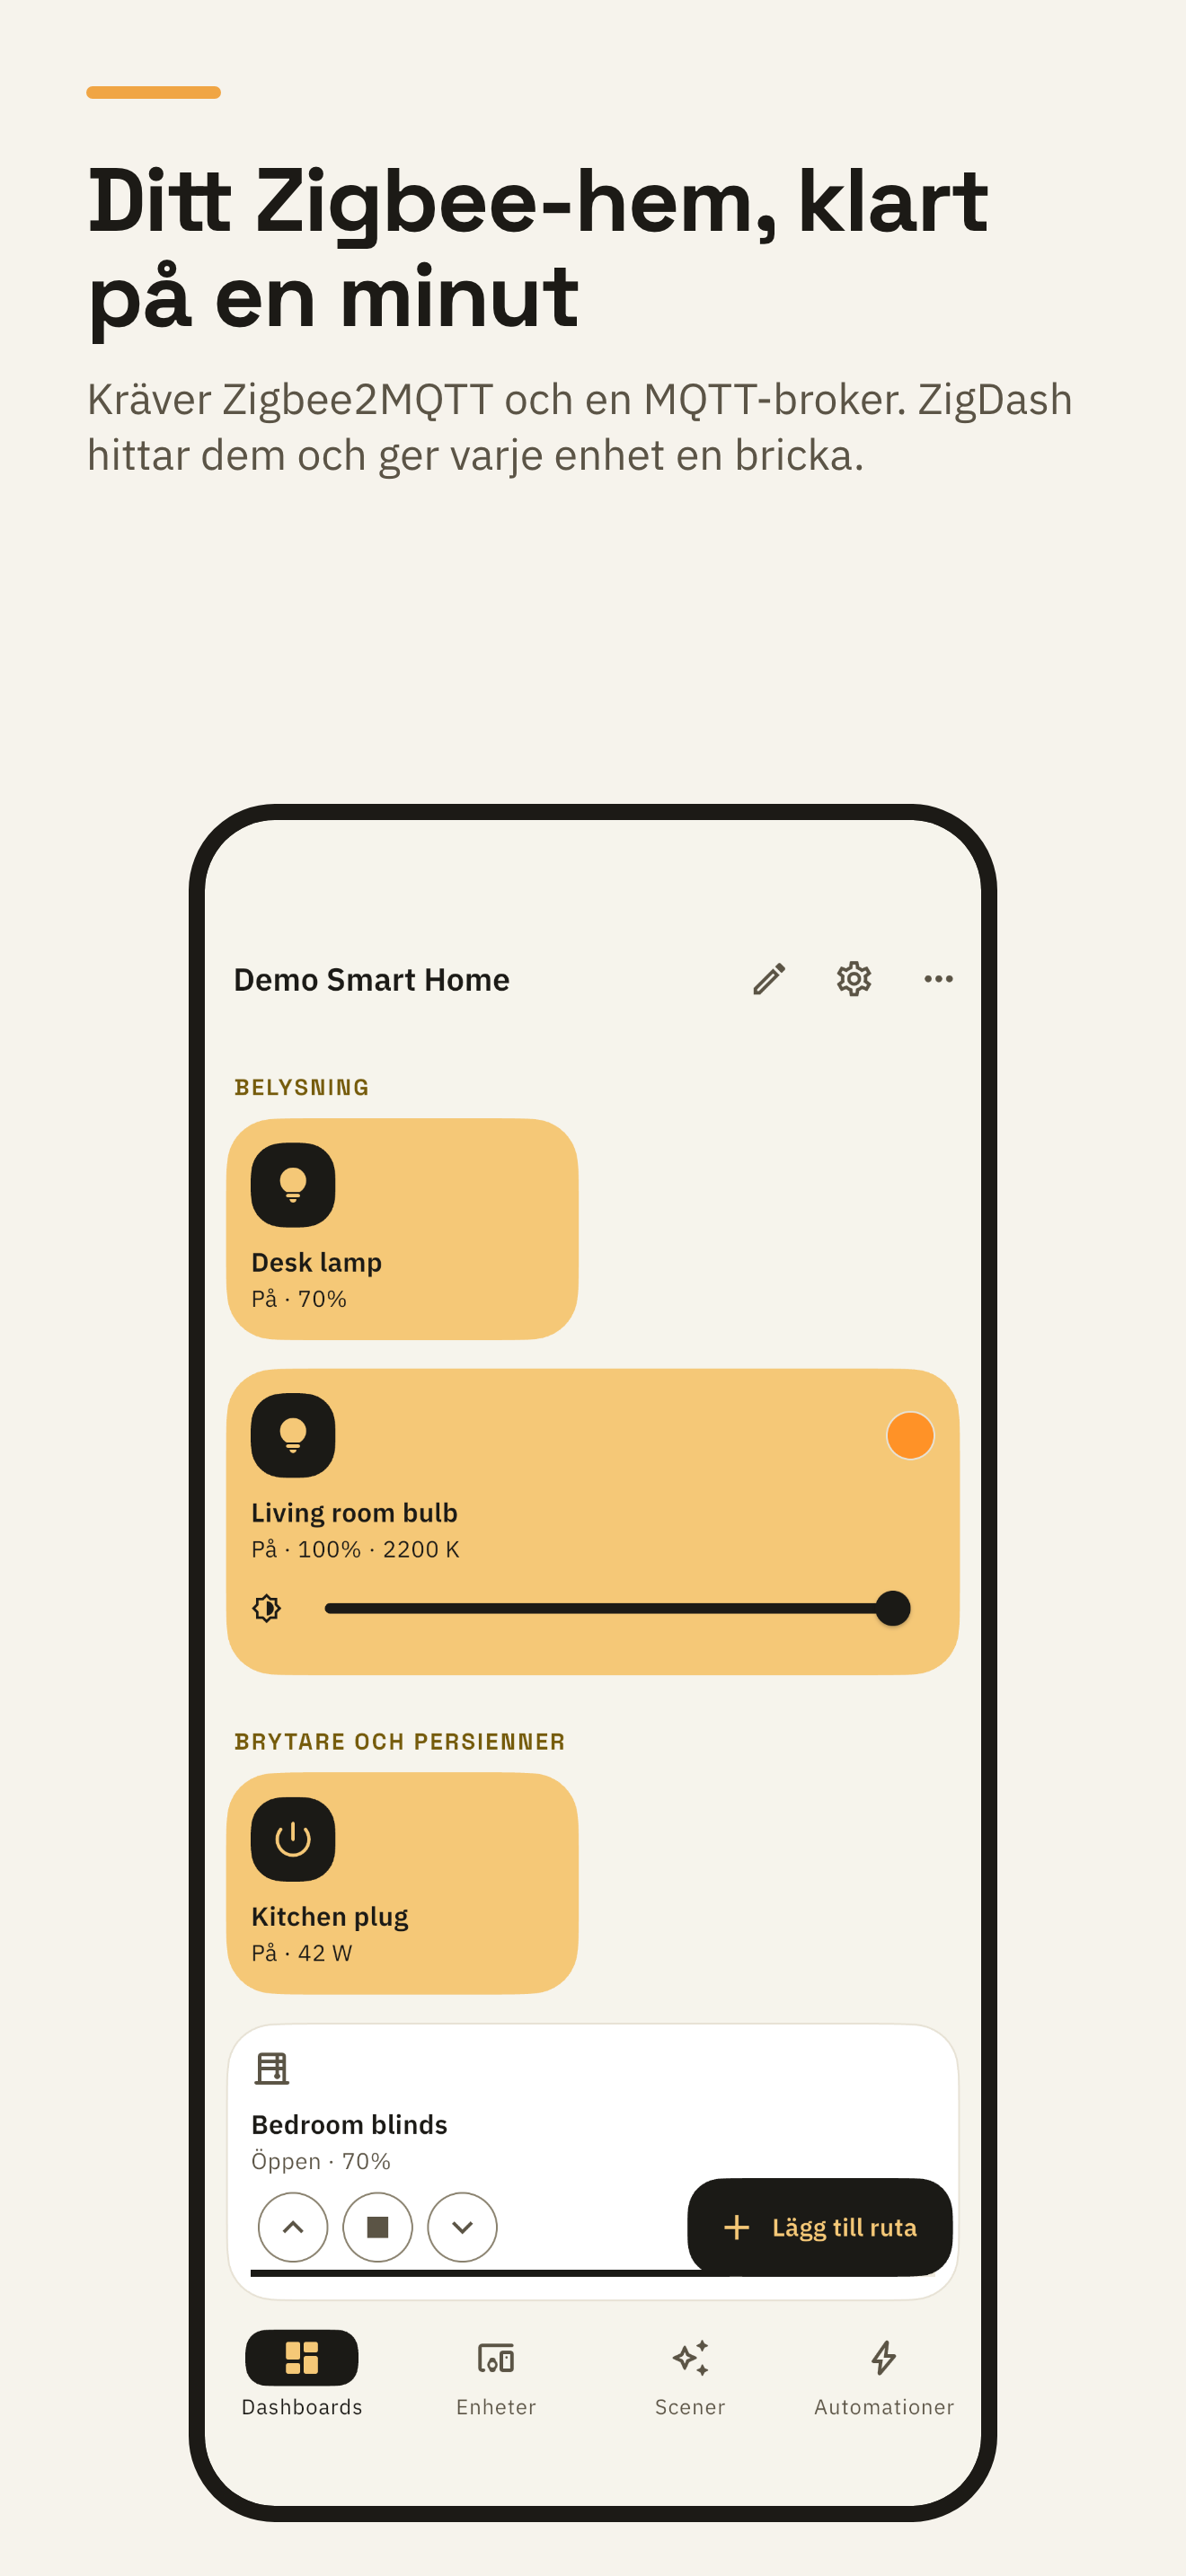 Ditt Zigbee-hem, klart
på en minut
Kräver Zigbee2MQTT och en MQTT-broker. ZigDash
hittar dem och ger varje enhet en bricka.
Demo Smart Home
BELYSNING
Desk lamp
På · 70%
Living room bulb
På · 100% · 2200 K
BRYTARE OCH PERSIENNER
Kitchen plug
På · 42 W
Bedroom blinds
Öppen · 70%
Lägg till ruta
Dashboards
Enheter
Scener
Automationer